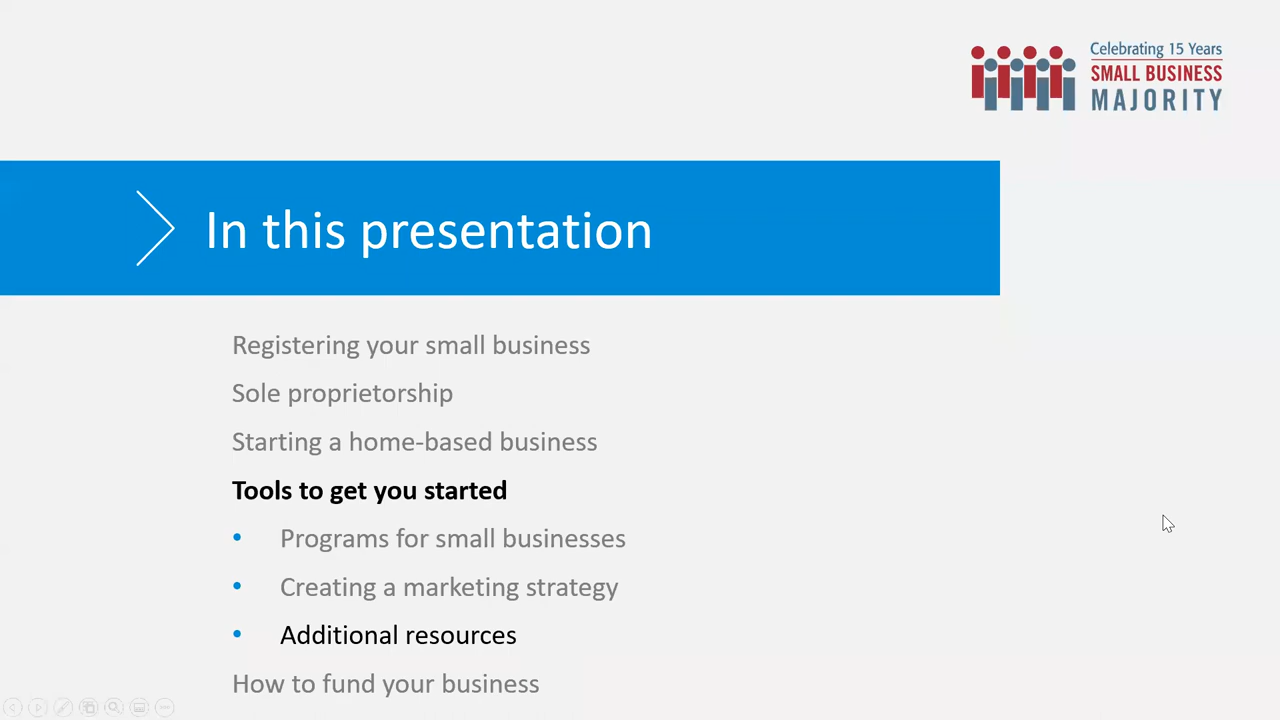 Celebrating 15 Years
SMALL BUSINESS
MAJORITY
In this presentation
Registering your small business
Sole proprietorship
Starting a home-based business
Tools to get you started
• Programs for small businesses
• Creating a marketing strategy
• Additional resources
How to fund your business